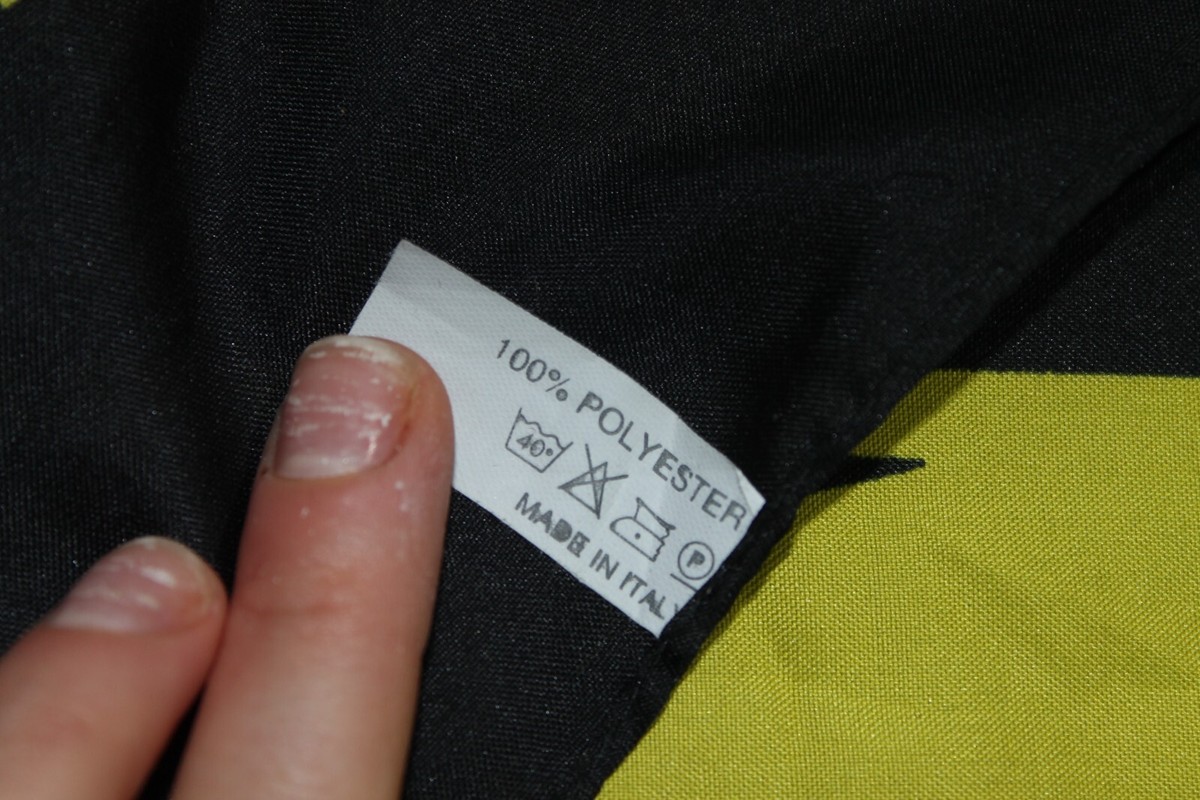 100% POLYESTER
40° P
MADE IN ITALY